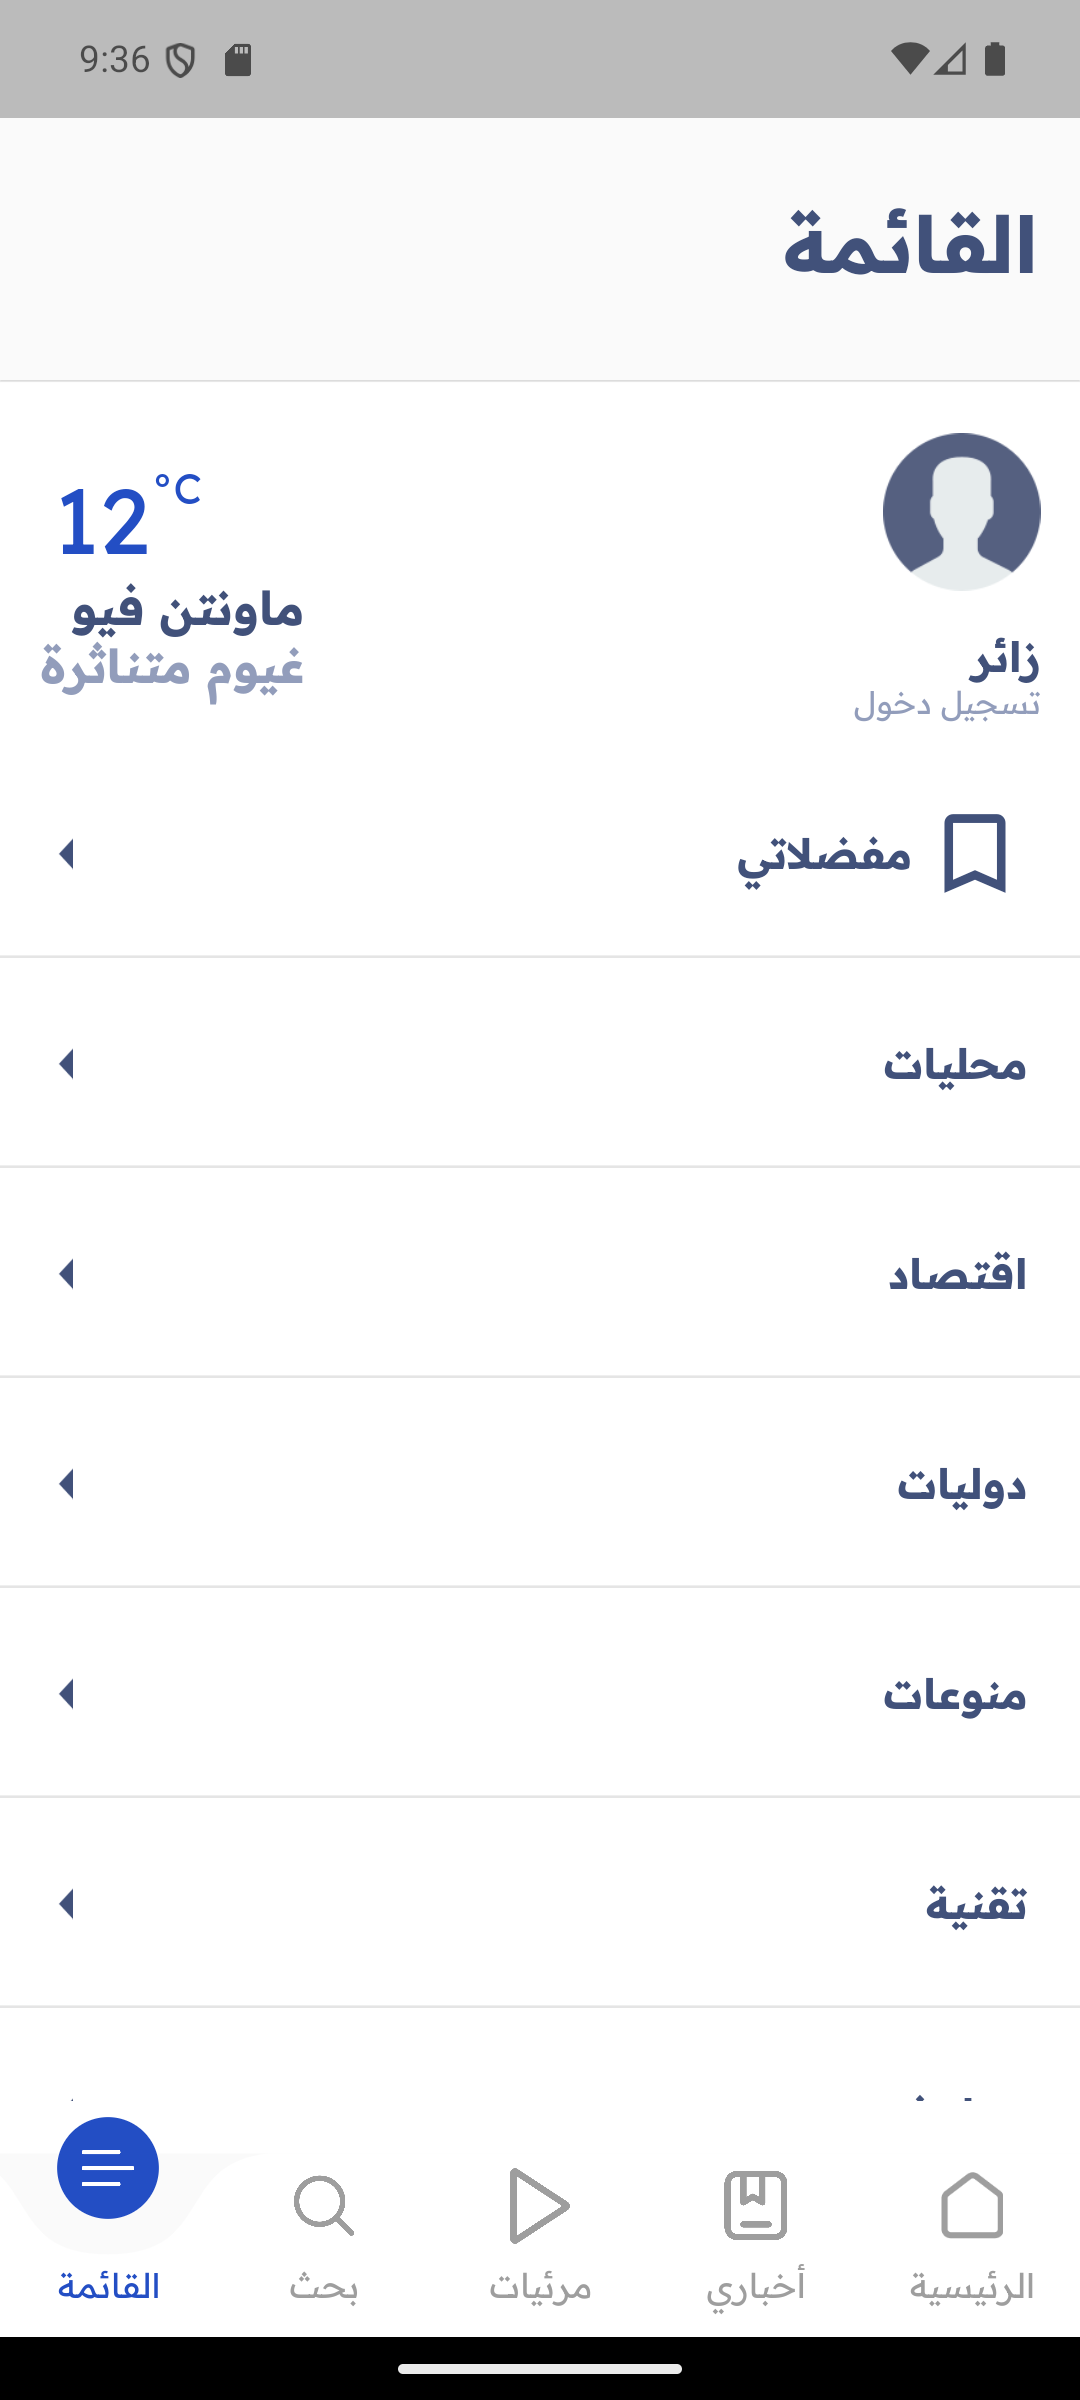 9:36
القائمة
12°C
ماونتن فيو
غيوم متناثرة
زائر
تسجيل دخول
مفضلاتي
محليات
اقتصاد
دوليات
منوعات
تقنية
الرئيسية
أخباري
مرئيات
بحث
القائمة